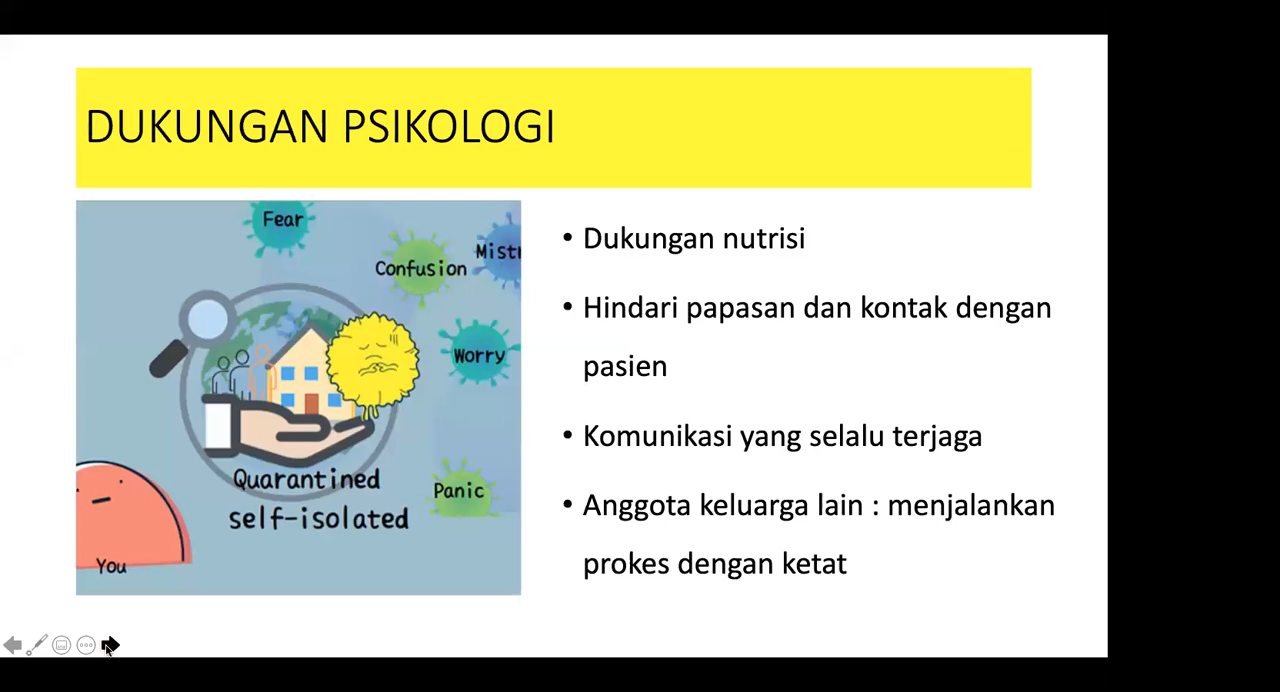 DUKUNGAN PSIKOLOGI
Fear
Confusion
Worry
Quarantined
self-isolated
Panic
You
• Dukungan nutrisi
• Hindari papasan dan kontak dengan
pasien
• Komunikasi yang selalu terjaga
• Anggota keluarga lain : menjalankan
prokes dengan ketat